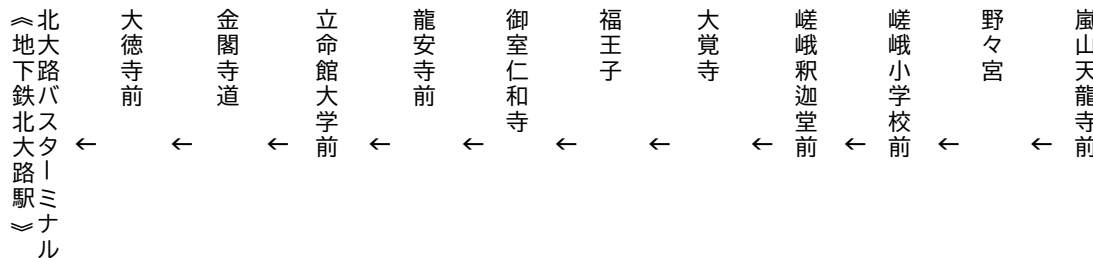 嵐山天龍寺前
←
野々宮
←
嵯峨小学校前
←
嵯峨釈迦堂前
←
大覚寺
←
福王子
←
御室仁和寺
←
龍安寺前
←
立命館大学前
←
金閣寺道
←
大徳寺前
←
北大路バスターミナル
《地下鉄北大路駅》